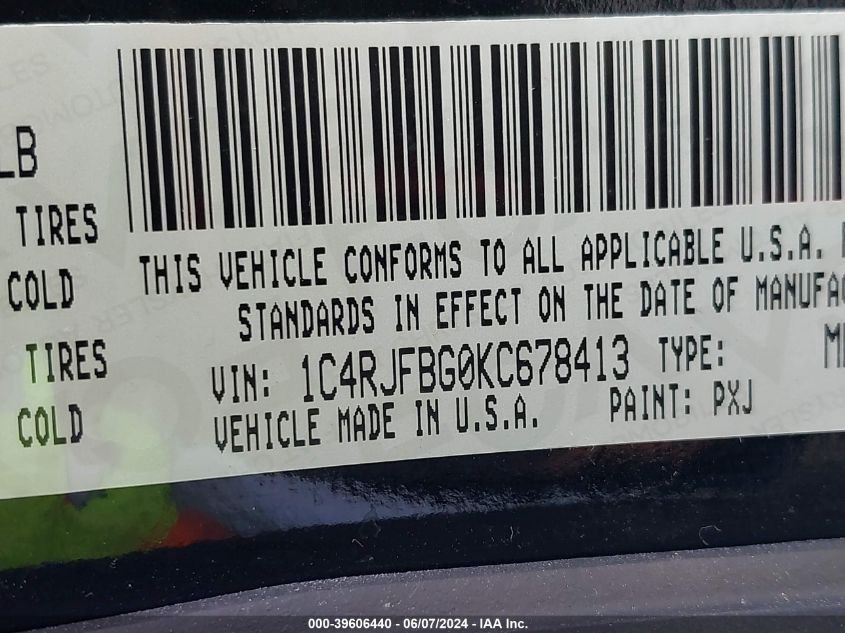 LB
TIRES
COLD
TIRES
COLD
THIS VEHICLE CONFORMS TO ALL APPLICABLE U.S.A.
STANDARDS IN EFFECT ON THE DATE OF MANUFAC
VIN: 1C4RJFBG0KC678413 TYPE: M
VEHICLE MADE IN U.S.A. PAINT: PXJ
000-39606440 - 06/07/2024 - IAA Inc.